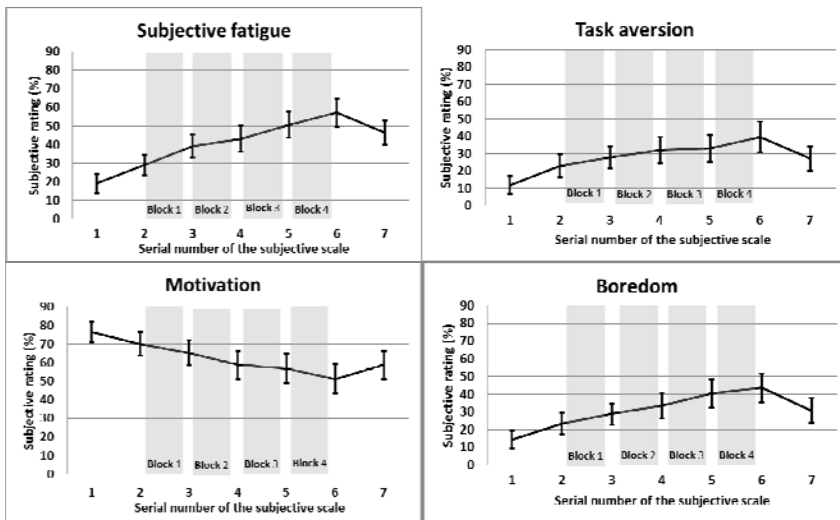 Subjective fatigue
Subjective rating (%)
90
80
70
60
50
40
30
20
10
0
Block 1 Block 2 Block 3 Block 4
1 2 3 4 5 6 7
Serial number of the subjective scale
Task aversion
Subjective rating (%)
90
80
70
60
50
40
30
20
10
0
Block 1 Block 2 Block 3 Block 4
1 2 3 4 5 6 7
Serial number of the subjective scale
Motivation
Subjective rating (%)
90
80
70
60
50
40
30
20
10
0
Block 1 Block 2 Block 3 Block 4
1 2 3 4 5 6 7
Serial number of the subjective scale
Boredom
Subjective rating (%)
90
80
70
60
50
40
30
20
10
0
Block 1 Block 2 Block 3 Block 4
1 2 3 4 5 6 7
Serial number of the subjective scale